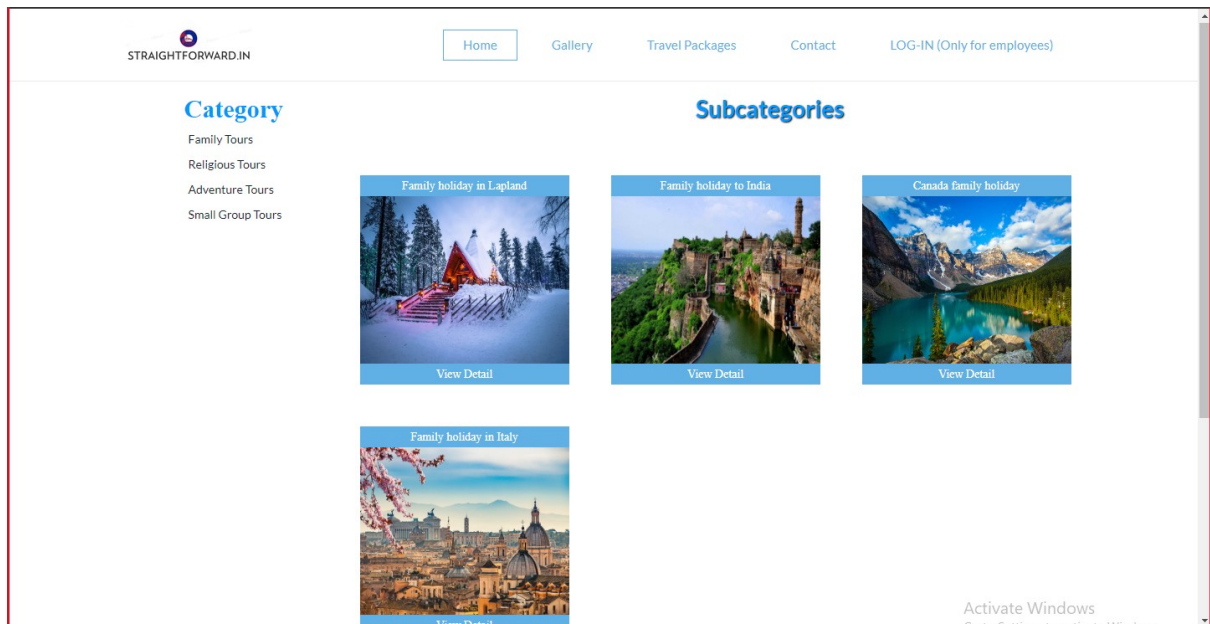 STRAIGHTFORWARD.IN
Home
Gallery
Travel Packages
Contact
LOG-IN (Only for employees)
Category
Family Tours
Religious Tours
Adventure Tours
Small Group Tours
Subcategories
Family holiday in Lapland
View Detail
Family holiday to India
View Detail
Canada family holiday
View Detail
Family holiday in Italy
View Detail
Activate Windows